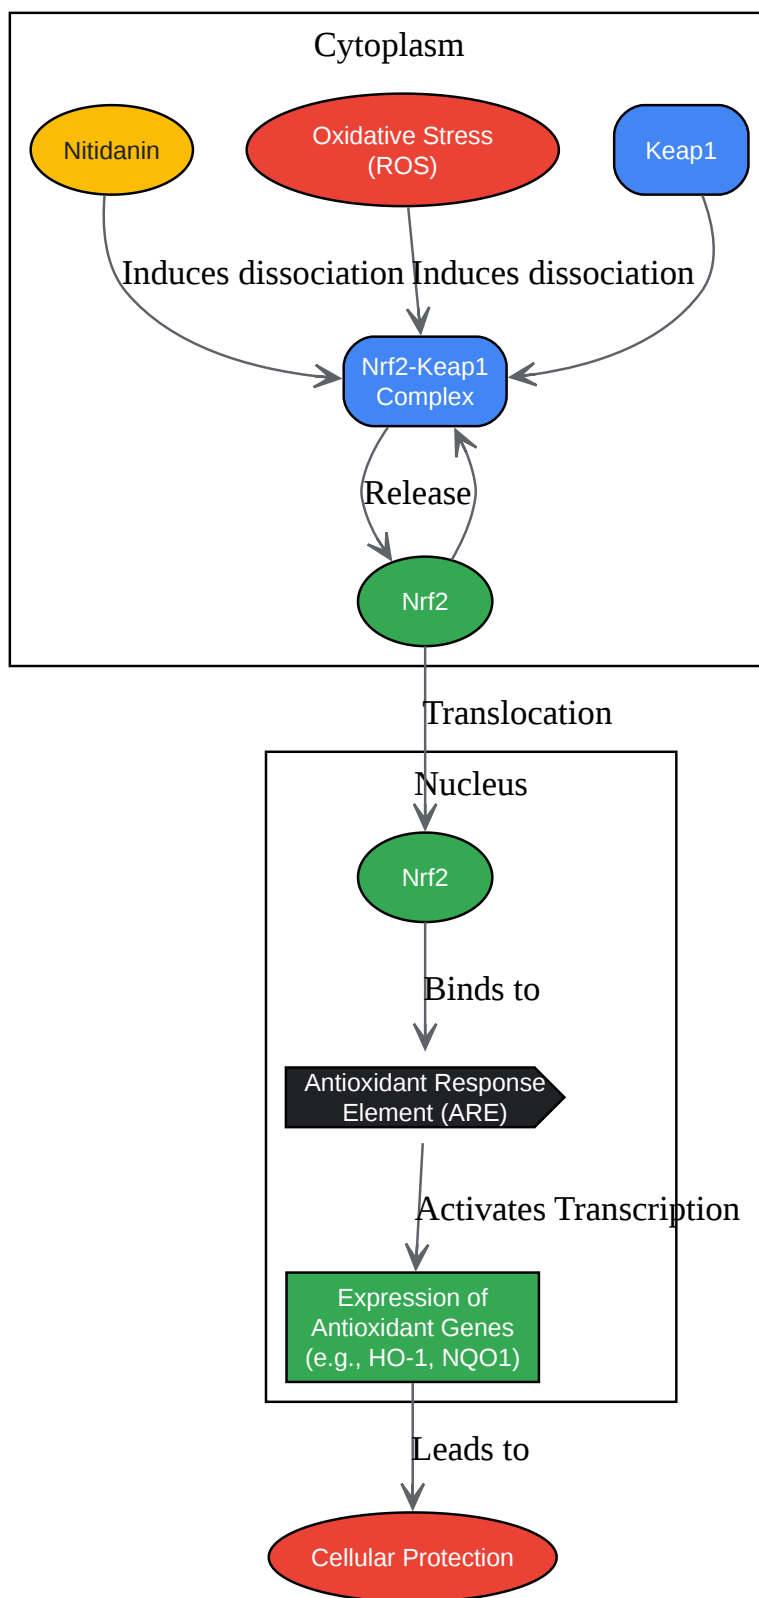 Cytoplasm
Nitidanin
Oxidative Stress
(ROS)
Keap1
Induces dissociation
Induces dissociation
Nrf2-Keap1
Complex
Release
Nrf2
Translocation
Nucleus
Nrf2
Binds to
Antioxidant Response
Element (ARE)
Activates Transcription
Expression of
Antioxidant Genes
(e.g., HO-1, NQO1)
Leads to
Cellular Protection